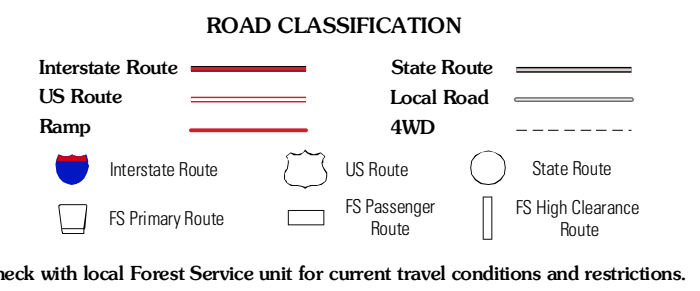 ROAD CLASSIFICATION
Interstate Route
State Route
US Route
Local Road
Ramp
4WD
Interstate Route
US Route
State Route
FS Primary Route
FS Passenger
Route
FS High Clearance
Route
with local Forest Service unit for current travel conditions and restrictions.